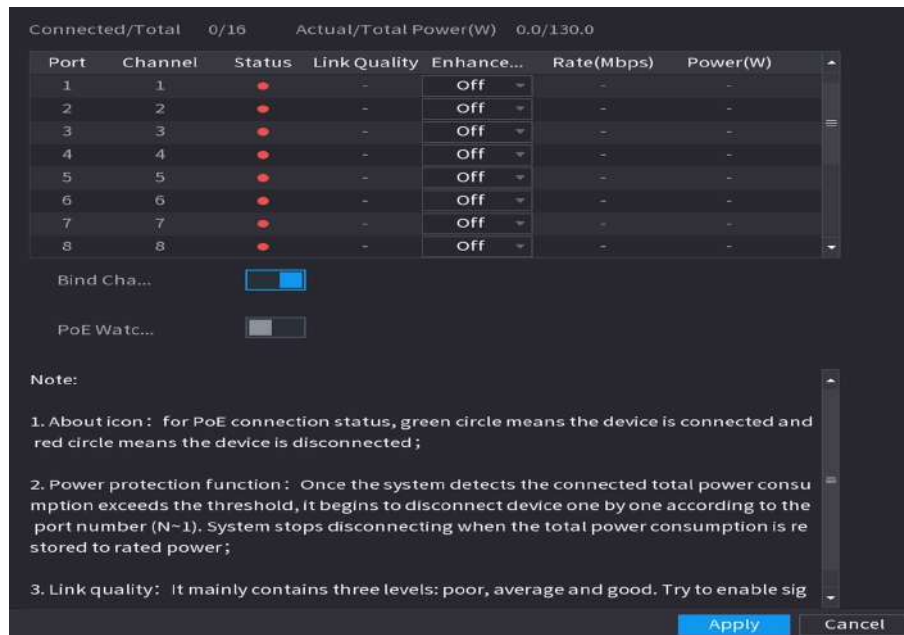 Connected/Total 0/16 Actual/Total Power(W) 0.0/130.0
Port Channel Status Link Quality Enhance... Rate(Mbps) Power(W)
1 1 - Off - -
2 2 - Off - -
3 3 - Off - -
4 4 - Off - -
5 5 - Off - -
6 6 - Off - -
7 7 - Off - -
8 8 - Off - -
Bind Cha...
PoE Watc...
Note:
1. About icon：for PoE connection status, green circle means the device is connected and
red circle means the device is disconnected；
2. Power protection function：Once the system detects the connected total power consu
mption exceeds the threshold, it begins to disconnect device one by one according to the
port number (N~1). System stops disconnecting when the total power consumption is re
stored to rated power；
3. Link quality：It mainly contains three levels: poor, average and good. Try to enable sig
Apply Cancel